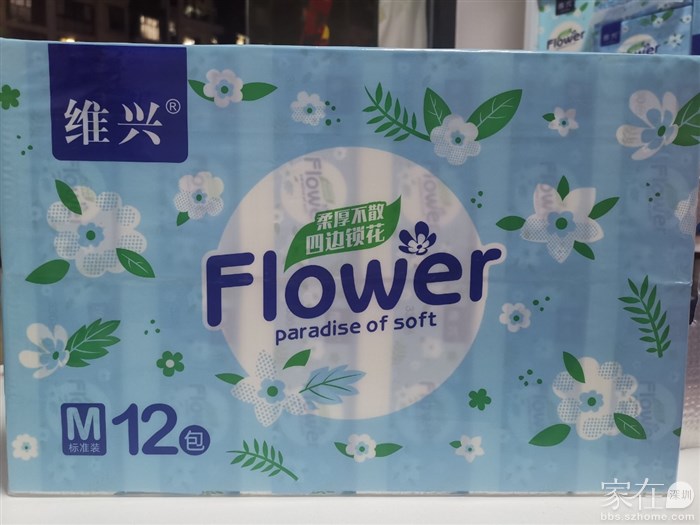 Flower
维兴®
柔厚不散
四边锁花
Flower
paradise of soft
M
标准装
12包
家在深圳
bbs.szhome.com